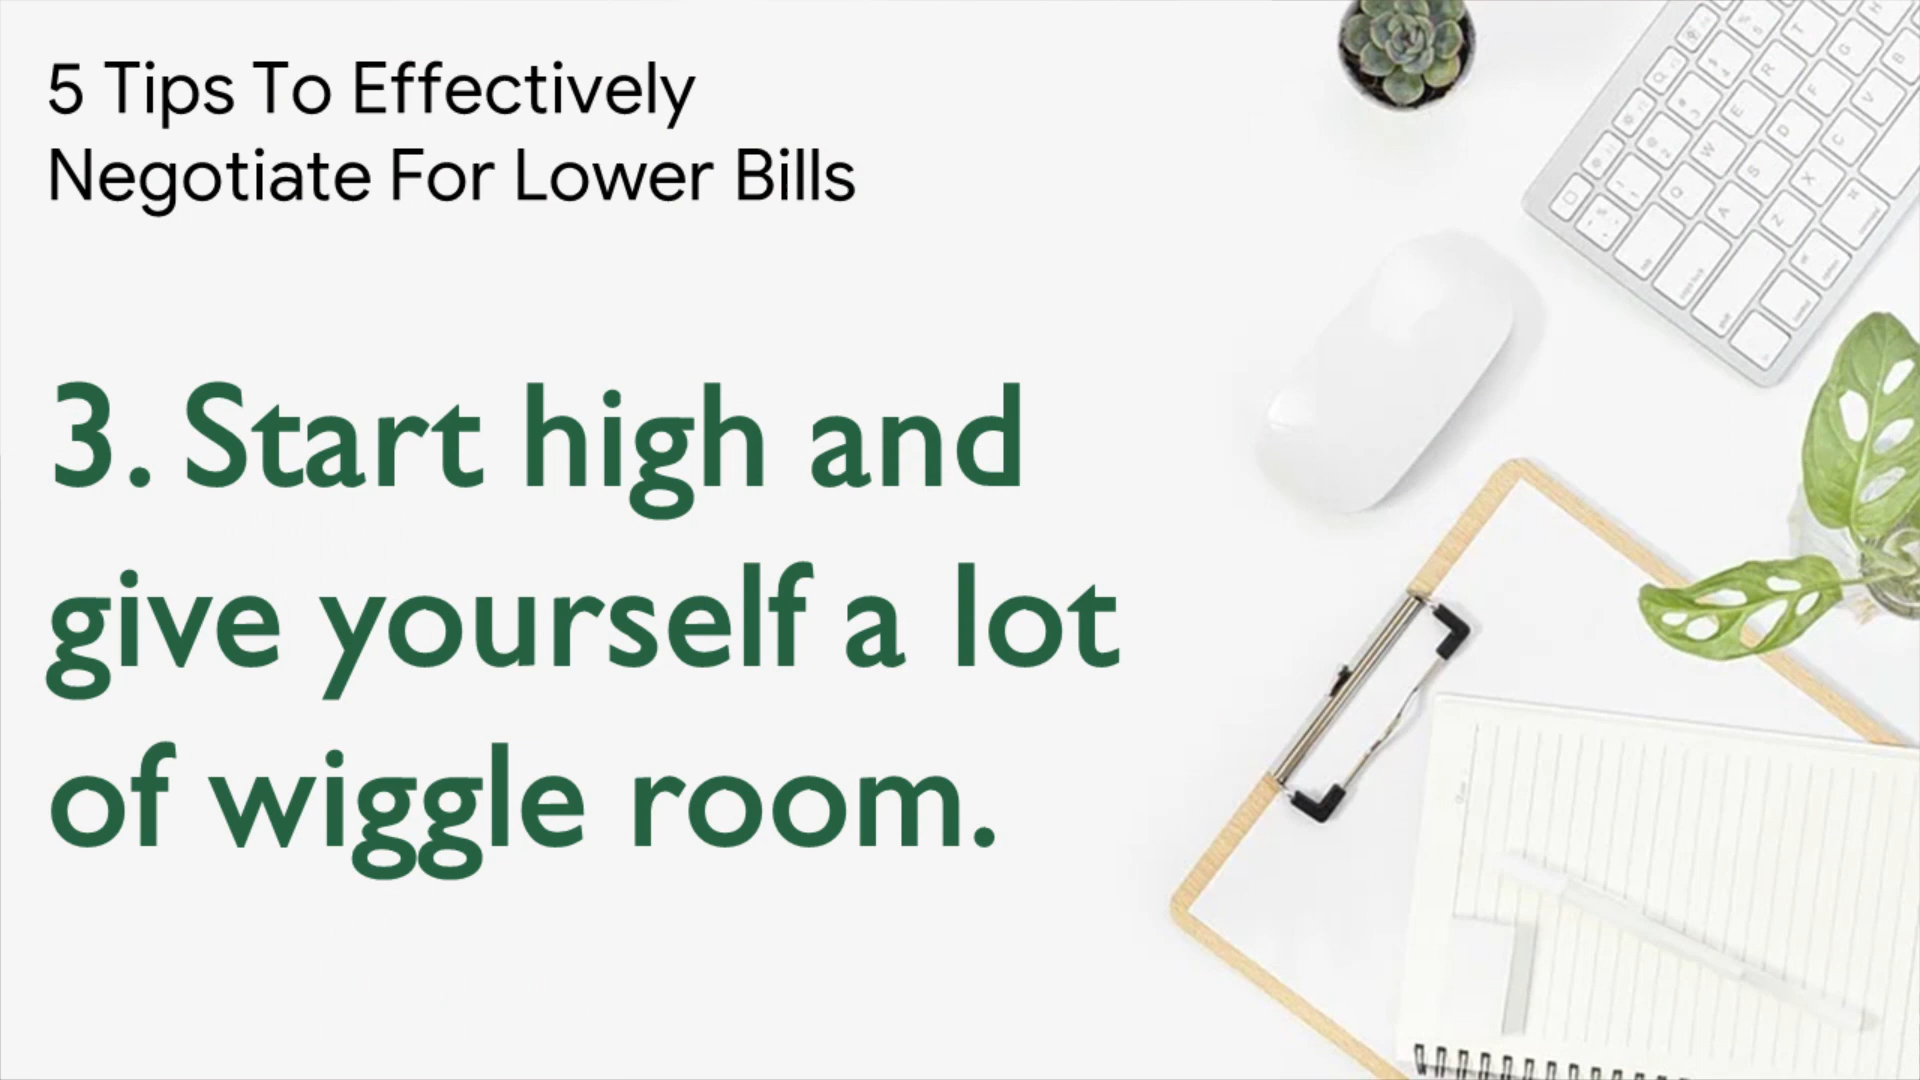 5 Tips To Effectively
Negotiate For Lower Bills
3. Start high and
give yourself a lot
of wiggle room.